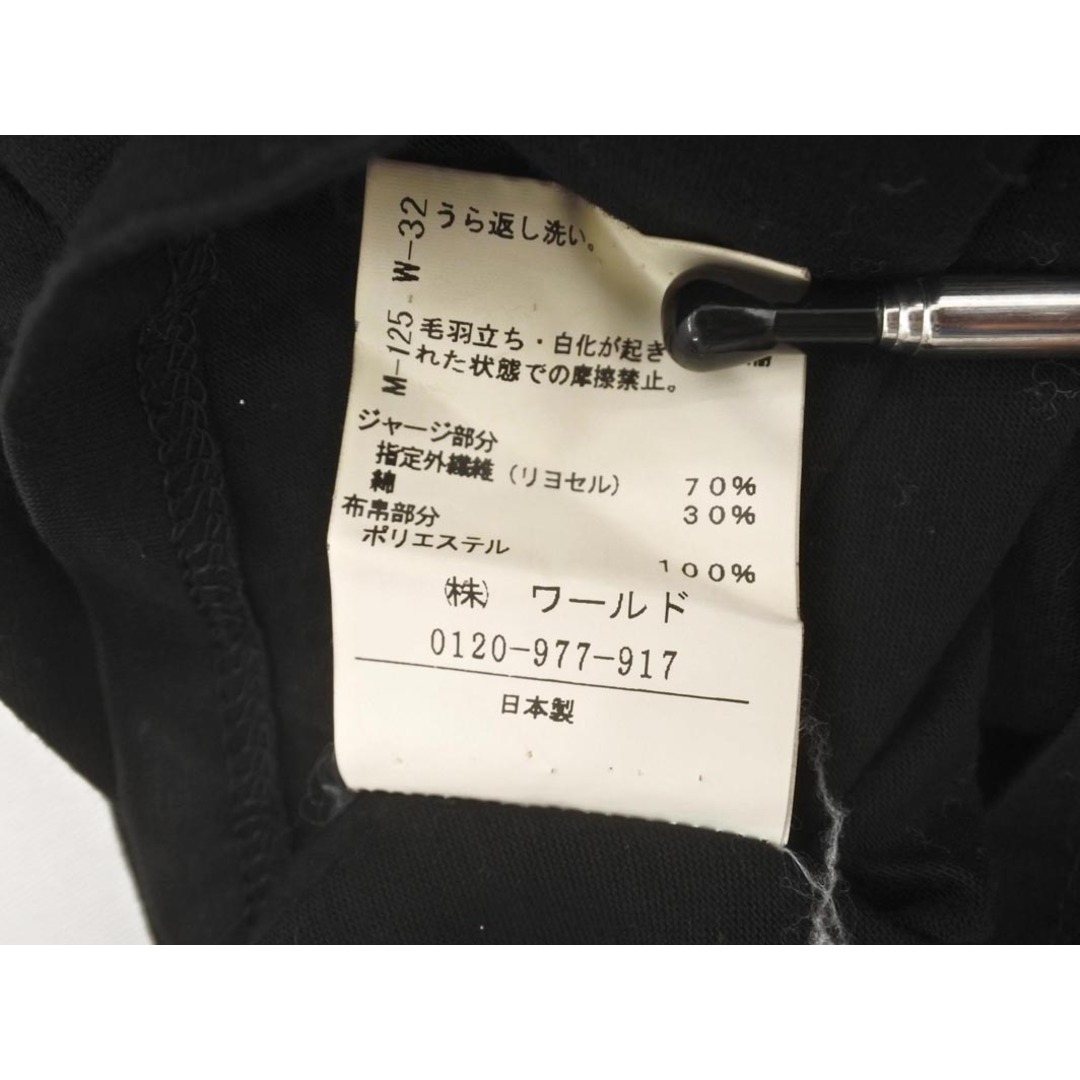 M-125 W-32
うら返し洗い。
毛羽立ち・白化が起き
れた状態での摩擦禁止。
ジャージ部分
指定外繊維(リヨセル) 70%
綿 30%
布帛部分
ポリエステル 100%
㈱ ワールド
0120-977-917
日本製